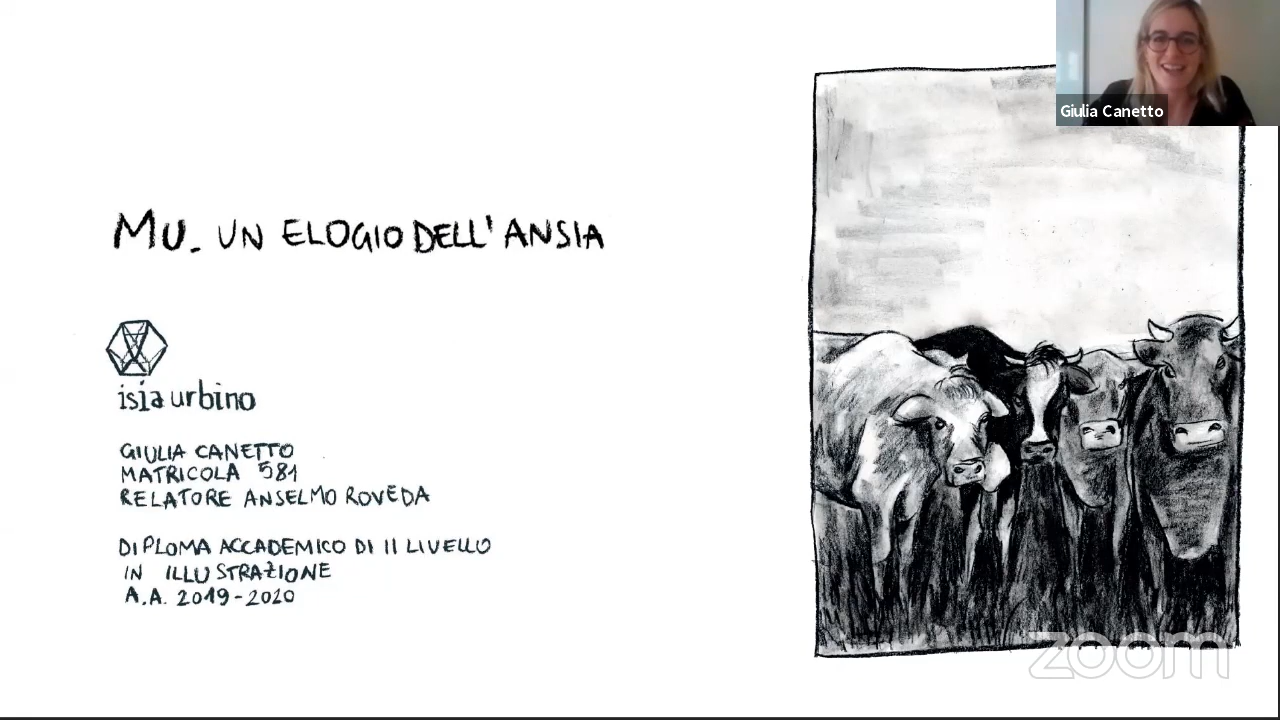 Giulia Canetto
MU. UN ELOGIO DELL'ANSIA
isia urbino
GIULIA CANETTO
MATRICOLA 581
RELATORE ANSELMO ROVEDA
DIPLOMA ACCADEMICO DI II LIVELLO
IN ILLUSTRAZIONE
A.A. 2019-2020
zoom